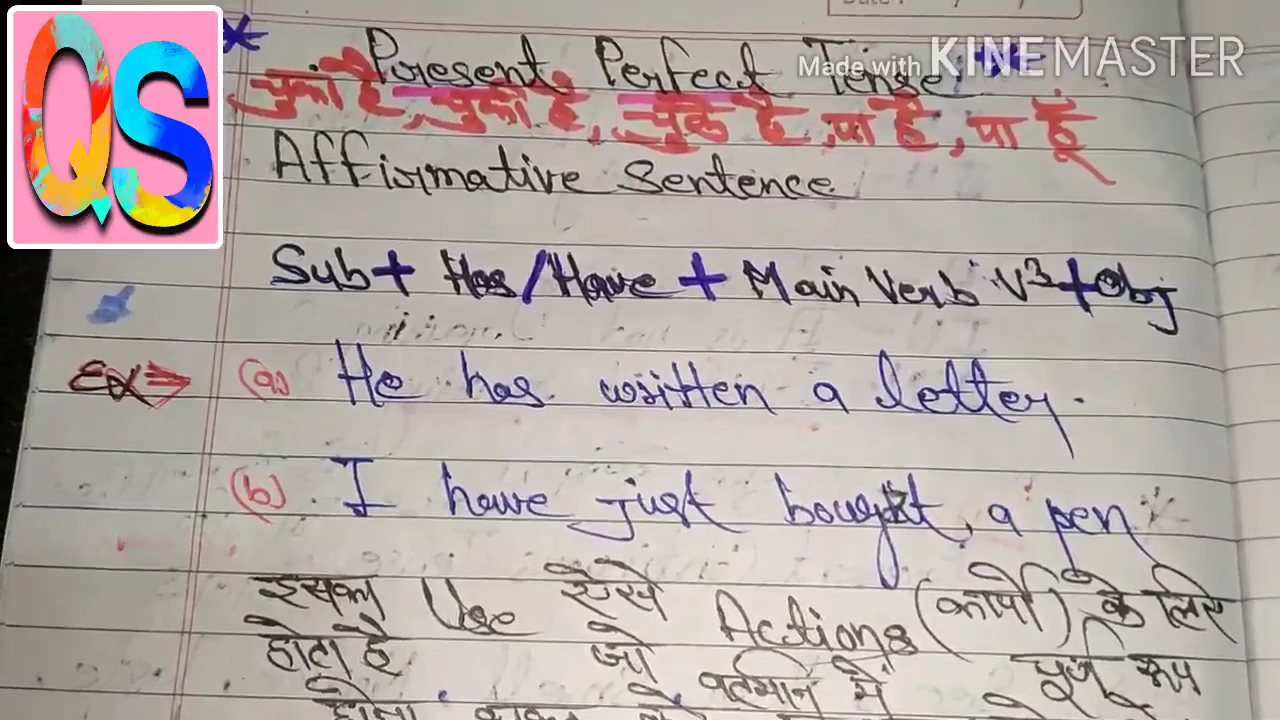 QS
Made with KINEMASTER
* Present Perfect Tense **
चुका है, चुकी है, चुके है, या है, या हूं
Affirmative Sentence
Sub + Has/Have + Main Verb V³ + Obj
Ex⇒ (a) He has written a letter.
(b) I have just bought, a pen
इसका Use ऐसे Actions (कार्यो) के लिए
होता है जो वर्तमान में पूर्ण रूप